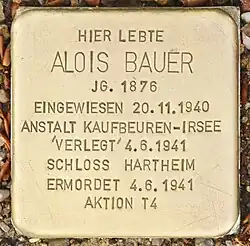 HIER LEBTE
ALOIS BAUER
JG. 1876
EINGEWIESEN 20.11.1940
ANSTALT KAUFBEUREN-IRSEE
'VERLEGT' 4.6.1941
SCHLOSS HARTHEIM
ERMORDET 4.6.1941
AKTION T4